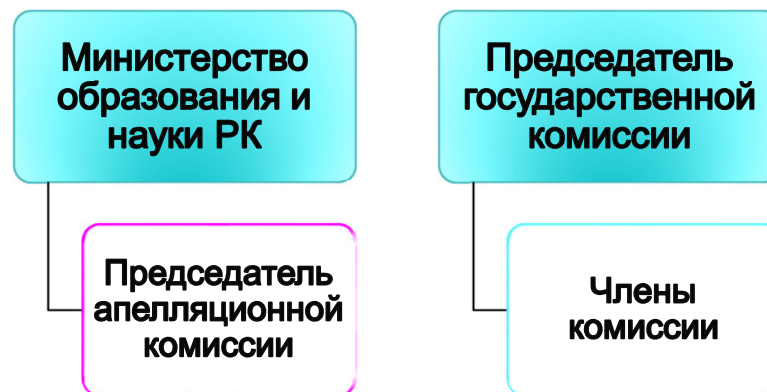 Министерство
образования и
науки РК
Председатель
апелляционной
комиссии
Председатель
государственной
комиссии
Члены
комиссии